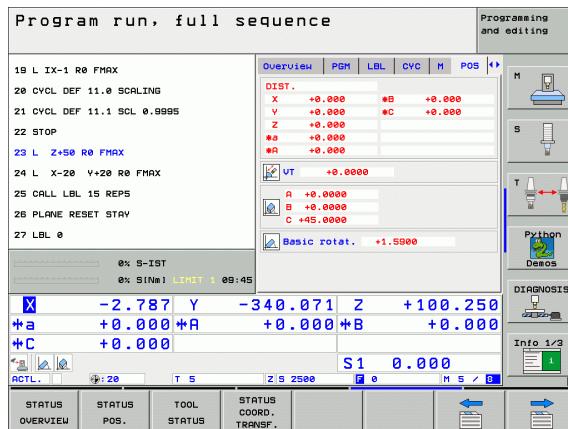 Program run, full sequence
Programming and editing
19 L IX-1 R0 FMAX
20 CYCL DEF 11.0 SCALING
21 CYCL DEF 11.1 SCL 0.9995
22 STOP
23 L Z+50 R0 FMAX
24 L X-20 Y+20 R0 FMAX
25 CALL LBL 15 REP5
26 PLANE RESET STAY
27 LBL 0
0% S-IST
0% S[Nm] LIMIT 1 09:45
Overview PGM LBL CYC M POS
DIST.
X +0.000 *B +0.000
Y +0.000 *C +0.000
Z +0.000
*a +0.000
*A +0.000
VT +0.0000
A +0.0000
B +0.0000
C +45.0000
Basic rotat. +1.5900
X -2.787 Y -340.071 Z +100.250
*a +0.000 *A +0.000 *B +0.000
*C +0.000
S1 0.000
ACTL. :20 T 5 Z S 2500 F 0 M 5 / 8
M
S
T
Python
Demos
DIAGNOSIS
Info 1/3
1
STATUS OVERVIEW
STATUS POS.
TOOL STATUS
STATUS COORD. TRANSF.